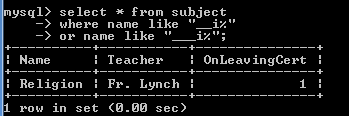 mysql> select * from subject
    -> where name like "__i%"
    -> or name like "___i%";
+----------+-----------+---------------+
| Name     | Teacher   | OnLeavingCert |
+----------+-----------+---------------+
| Religion | Fr. Lynch |             1 |
+----------+-----------+---------------+
1 row in set (0.00 sec)